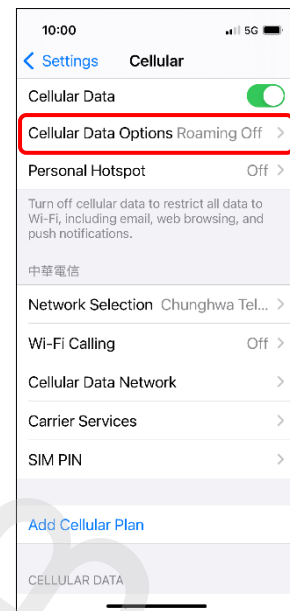 10:00 5G
Settings Cellular
Cellular Data
Cellular Data Options Roaming Off
Personal Hotspot Off
Turn off cellular data to restrict all data to
Wi-Fi, including email, web browsing, and
push notifications.
中華電信
Network Selection Chunghwa Tel...
Wi-Fi Calling Off
Cellular Data Network
Carrier Services
SIM PIN
Add Cellular Plan
CELLULAR DATA